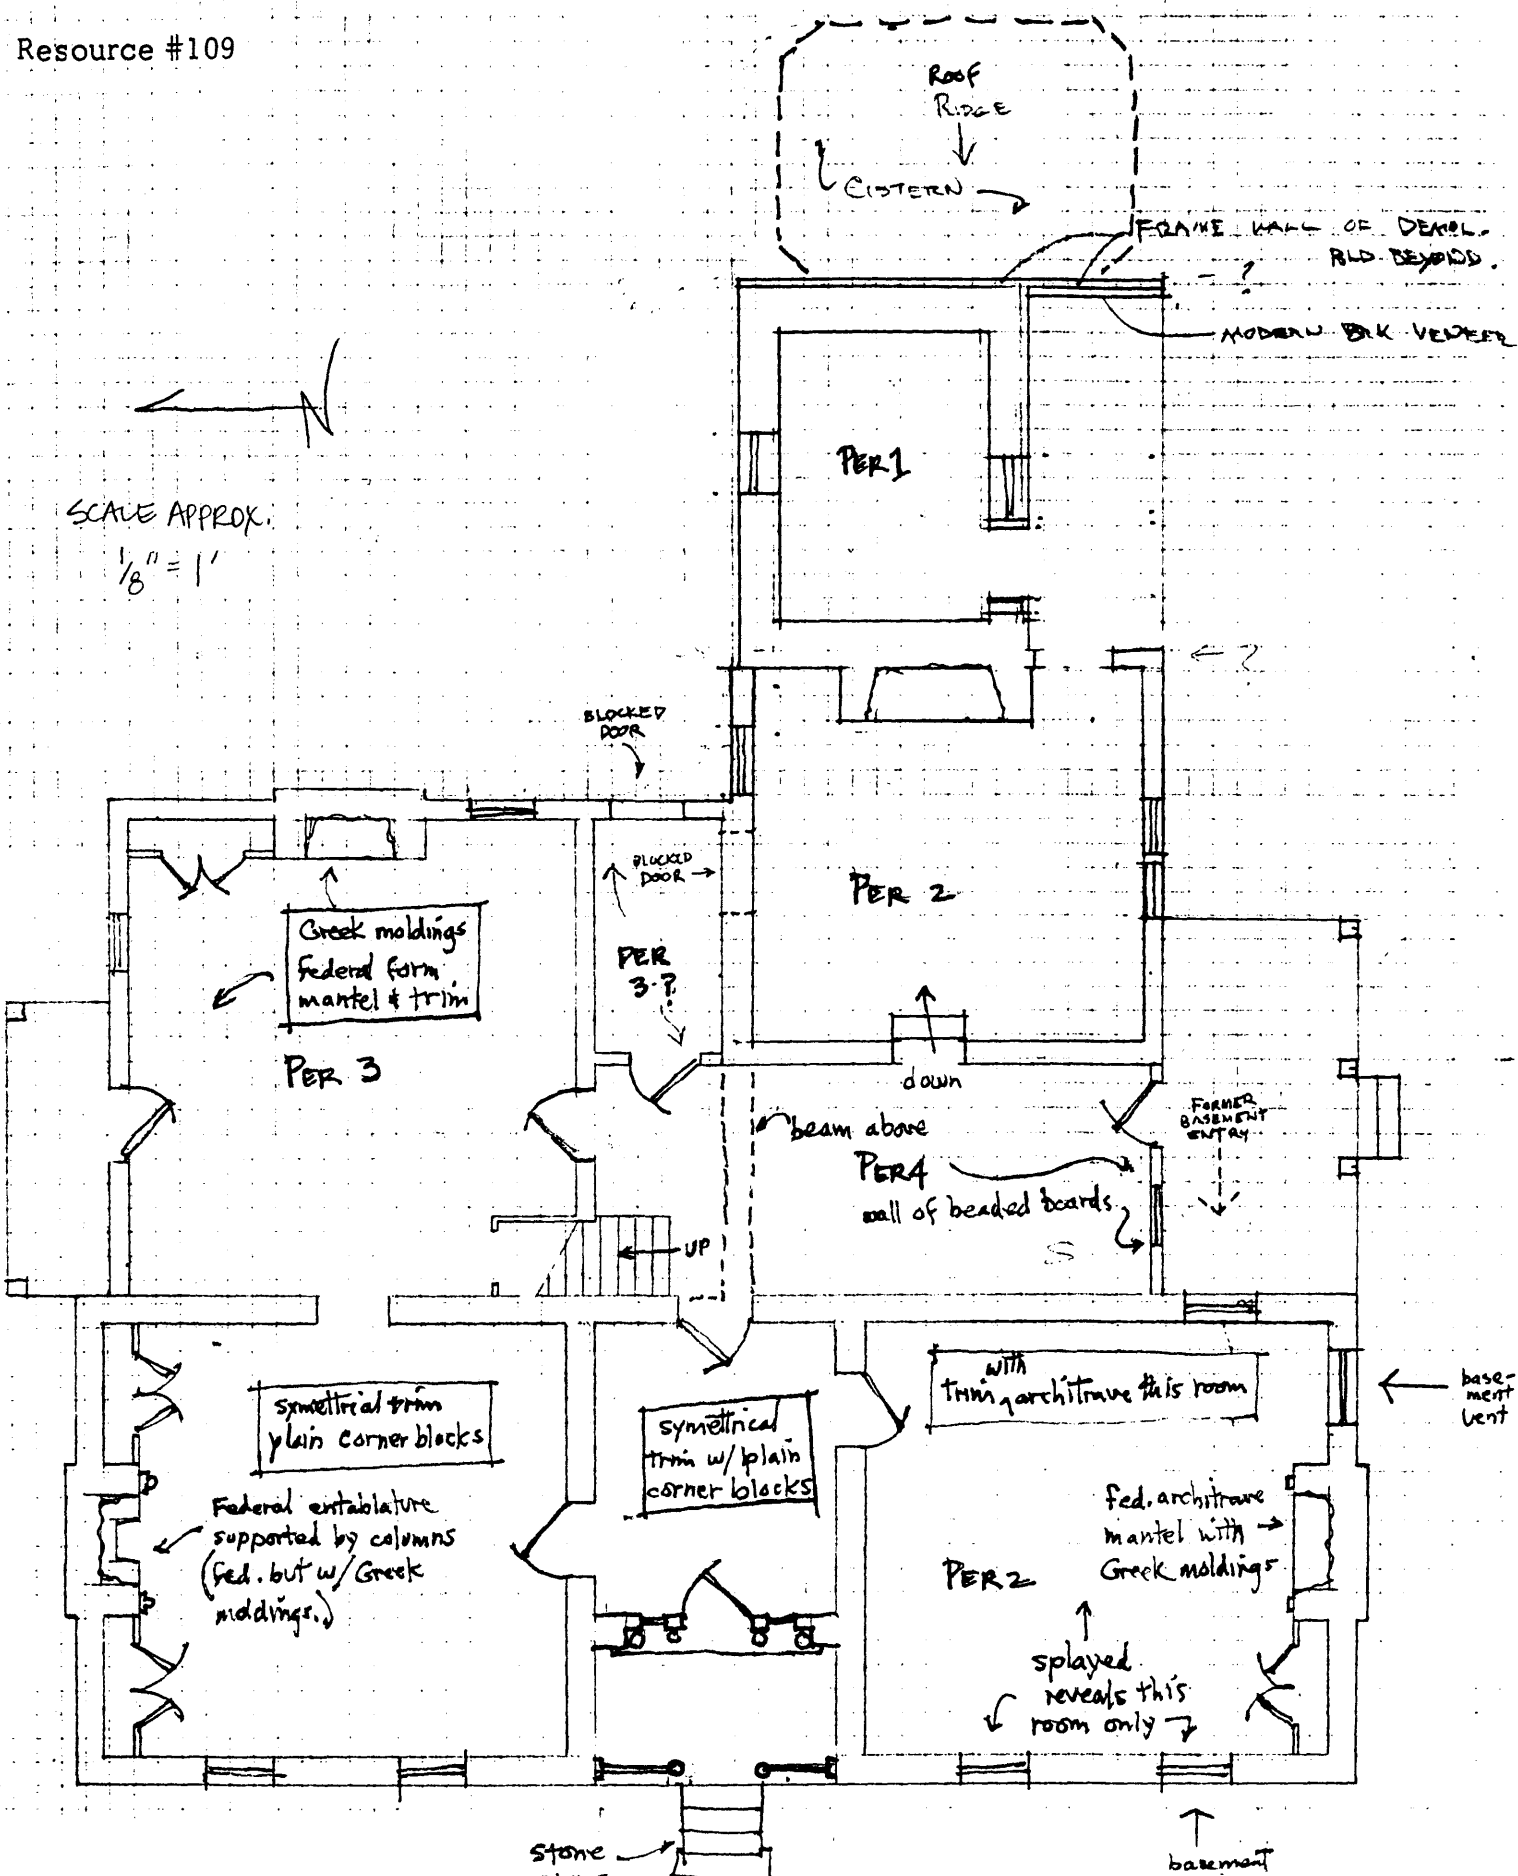 Resource #109
ROOF
RIDGE
CISTERN
FRAME WALL OF DEMOL.
BLD BEYOND.
- ?
MODERN BRK VENEER
N
SCALE APPROX.
1/8" = 1'
PER 1
← ?
BLOCKED
DOOR
BLOCKED
DOOR →
PER 2
Greek moldings
Federal form
mantel & trim
PER
3-?
PER 3
down
FORMER
BASEMENT
ENTRY
beam above
PER4
wall of beaded boards
S
UP
symettrial trim
plain corner blocks
symettrical
trim w/ plain
corner blocks
with
trim, architrave this room
base-
ment
vent
Federal entablature
supported by columns
(fed. but w/ Greek
moldings.)
fed. architrave
mantel with
Greek moldings
PER 2
splayed
reveals this
room only
stone
basement